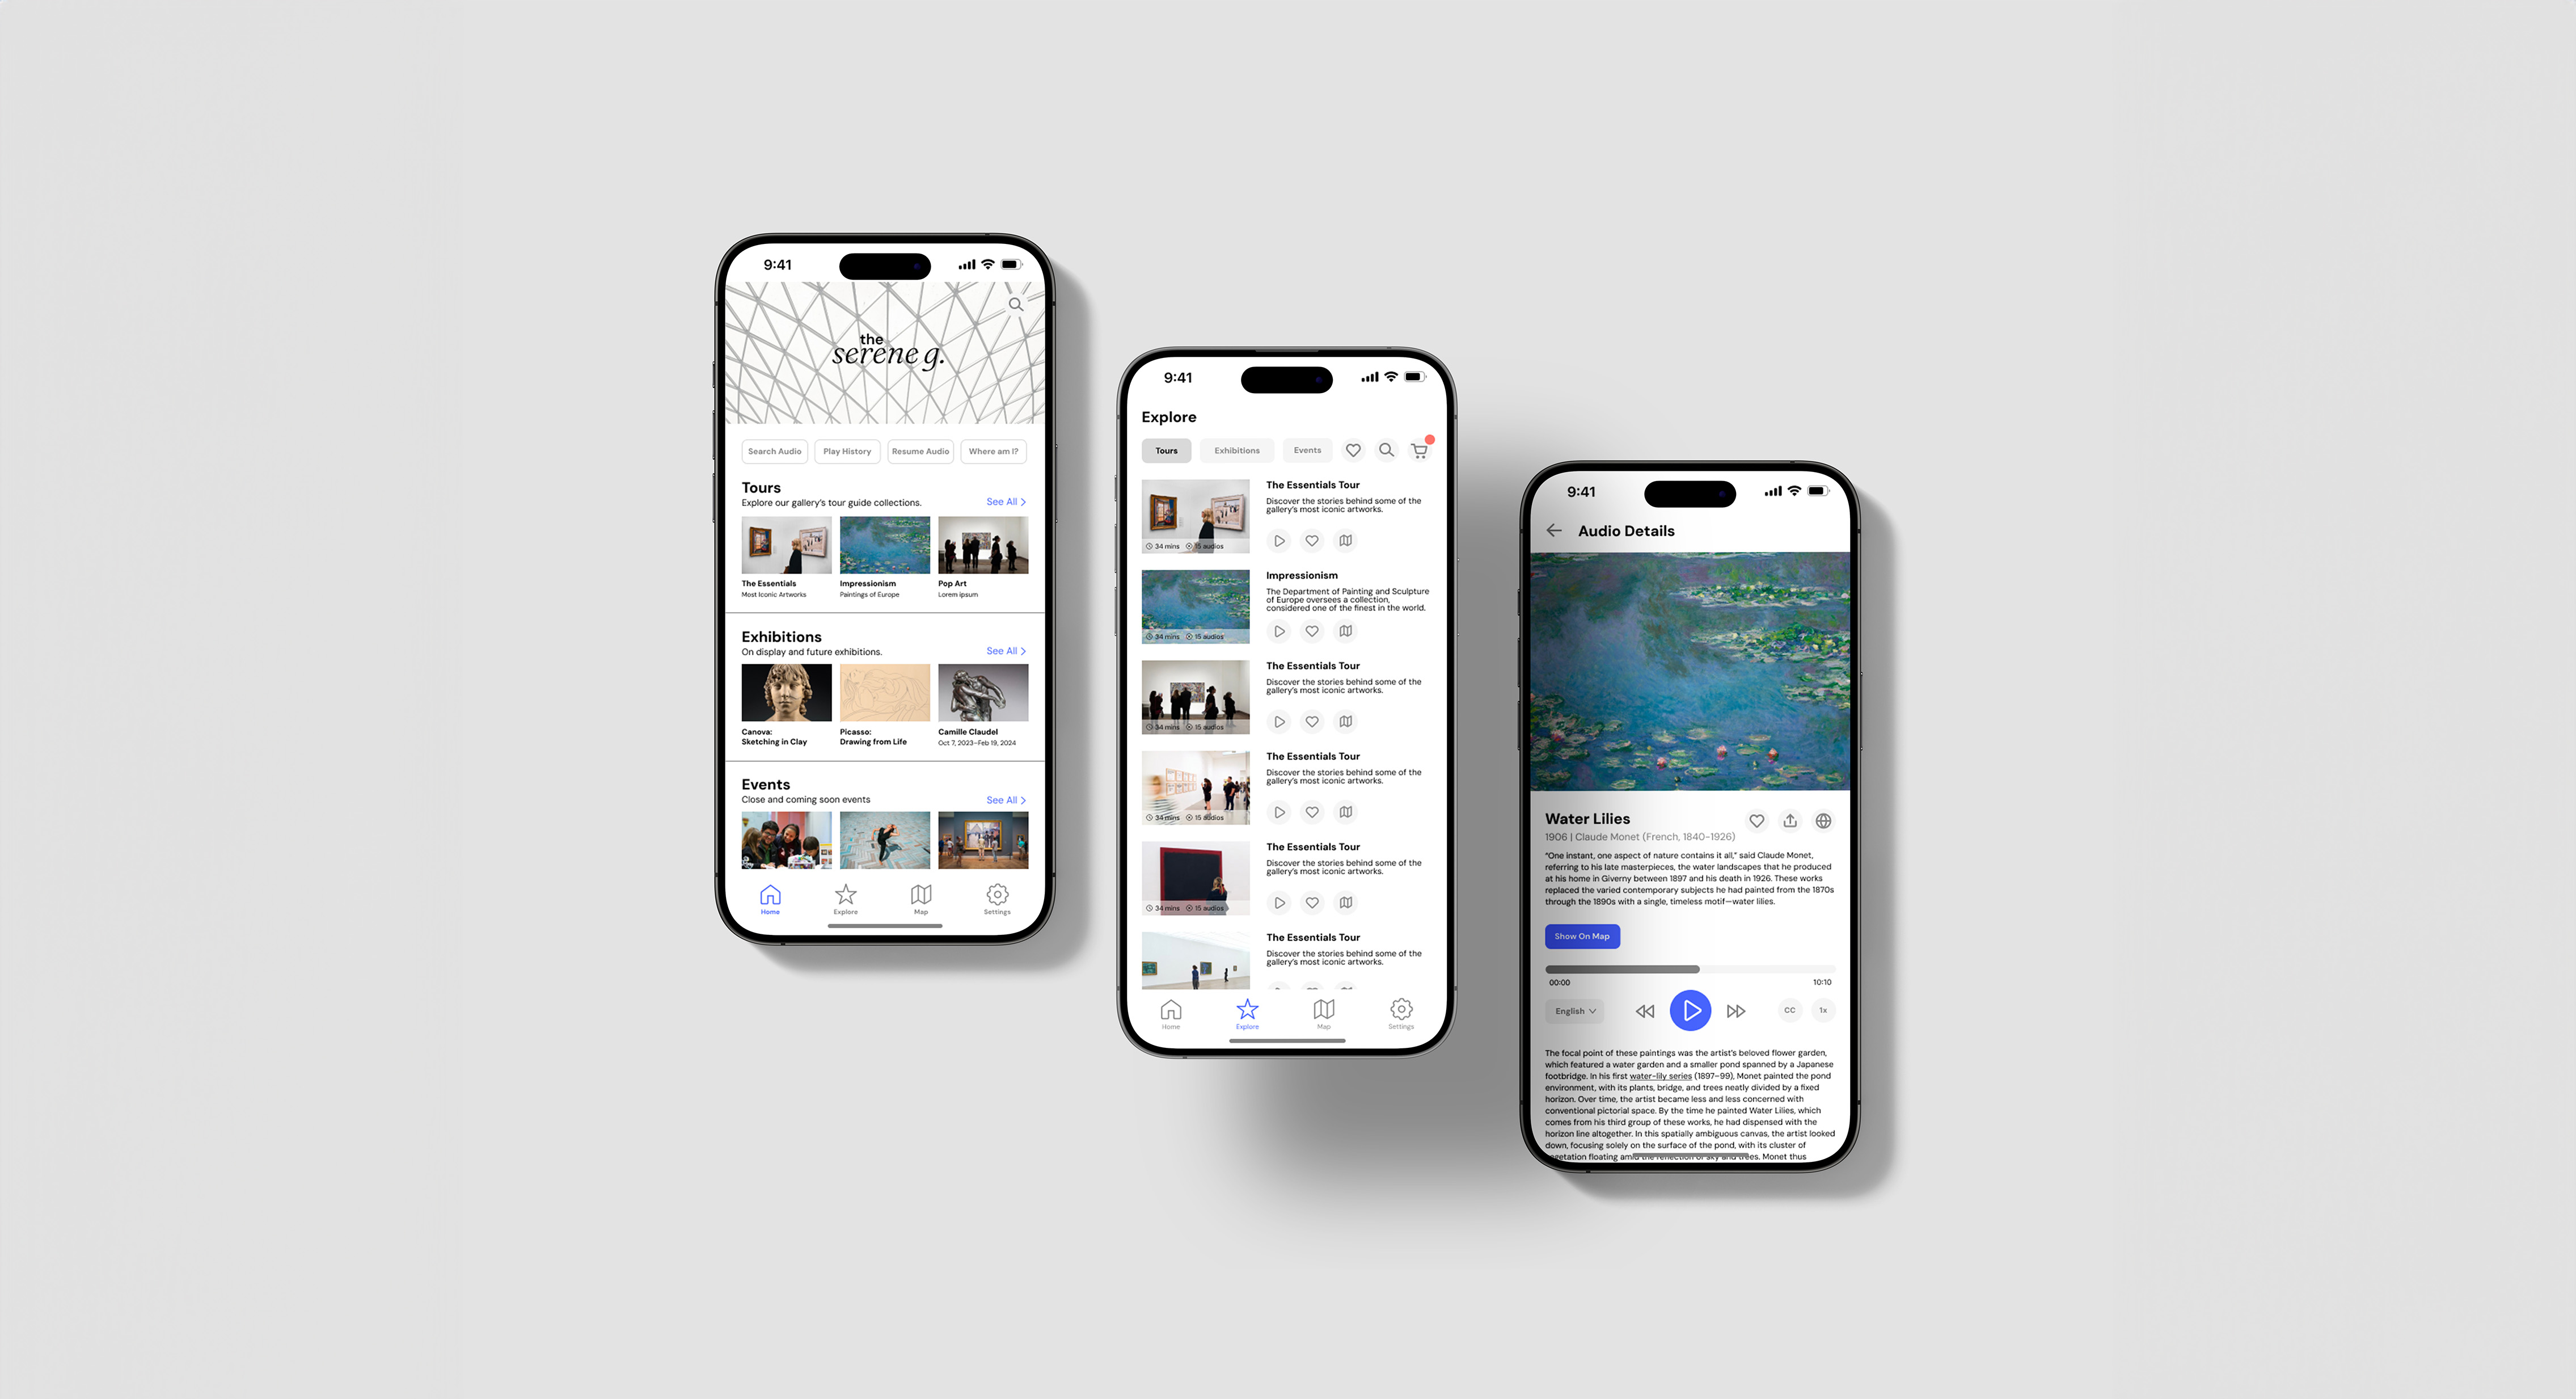 9:41
the
serene g.
Search Audio
Play History
Resume Audio
Where am I?
Tours
Explore our gallery's tour guide collections.
See All
The Essentials
Most Iconic Artworks
Impressionism
Paintings of Europe
Pop Art
Lorem ipsum
Exhibitions
On display and future exhibitions.
See All
Canova:
Sketching in Clay
Picasso:
Drawing from Life
Camille Claudel
Oct 7, 2023–Feb 19, 2024
Events
Close and coming soon events
See All
Home
Explore
Map
Settings
9:41
Explore
Tours
Exhibitions
Events
34 mins 15 audios
The Essentials Tour
Discover the stories behind some of the
gallery's most iconic artworks.
34 mins 15 audios
Impressionism
The Department of Painting and Sculpture
of Europe oversees a collection,
considered one of the finest in the world.
34 mins 15 audios
The Essentials Tour
Discover the stories behind some of the
gallery's most iconic artworks.
34 mins 15 audios
The Essentials Tour
Discover the stories behind some of the
gallery's most iconic artworks.
34 mins 15 audios
The Essentials Tour
Discover the stories behind some of the
gallery's most iconic artworks.
The Essentials Tour
Discover the stories behind some of the
gallery's most iconic artworks.
Home
Explore
Map
Settings
9:41
Audio Details
Water Lilies
1906 | Claude Monet (French, 1840–1926)
"One instant, one aspect of nature contains it all," said Claude Monet,
referring to his late masterpieces, the water landscapes that he produced
at his home in Giverny between 1897 and his death in 1926. These works
replaced the varied contemporary subjects he had painted from the 1870s
through the 1890s with a single, timeless motif—water lilies.
Show On Map
00:00
10:10
English
CC
1x
The focal point of these paintings was the artist's beloved flower garden,
which featured a water garden and a smaller pond spanned by a Japanese
footbridge. In his first water-lily series (1897–99), Monet painted the pond
environment, with its plants, bridge, and trees neatly divided by a fixed
horizon. Over time, the artist became less and less concerned with
conventional pictorial space. By the time he painted Water Lilies, which
comes from his third group of these works, he had dispensed with the
horizon line altogether. In this spatially ambiguous canvas, the artist looked
down, focusing solely on the surface of the pond, with its cluster of
vegetation floating amid the reflection of sky and trees. Monet thus